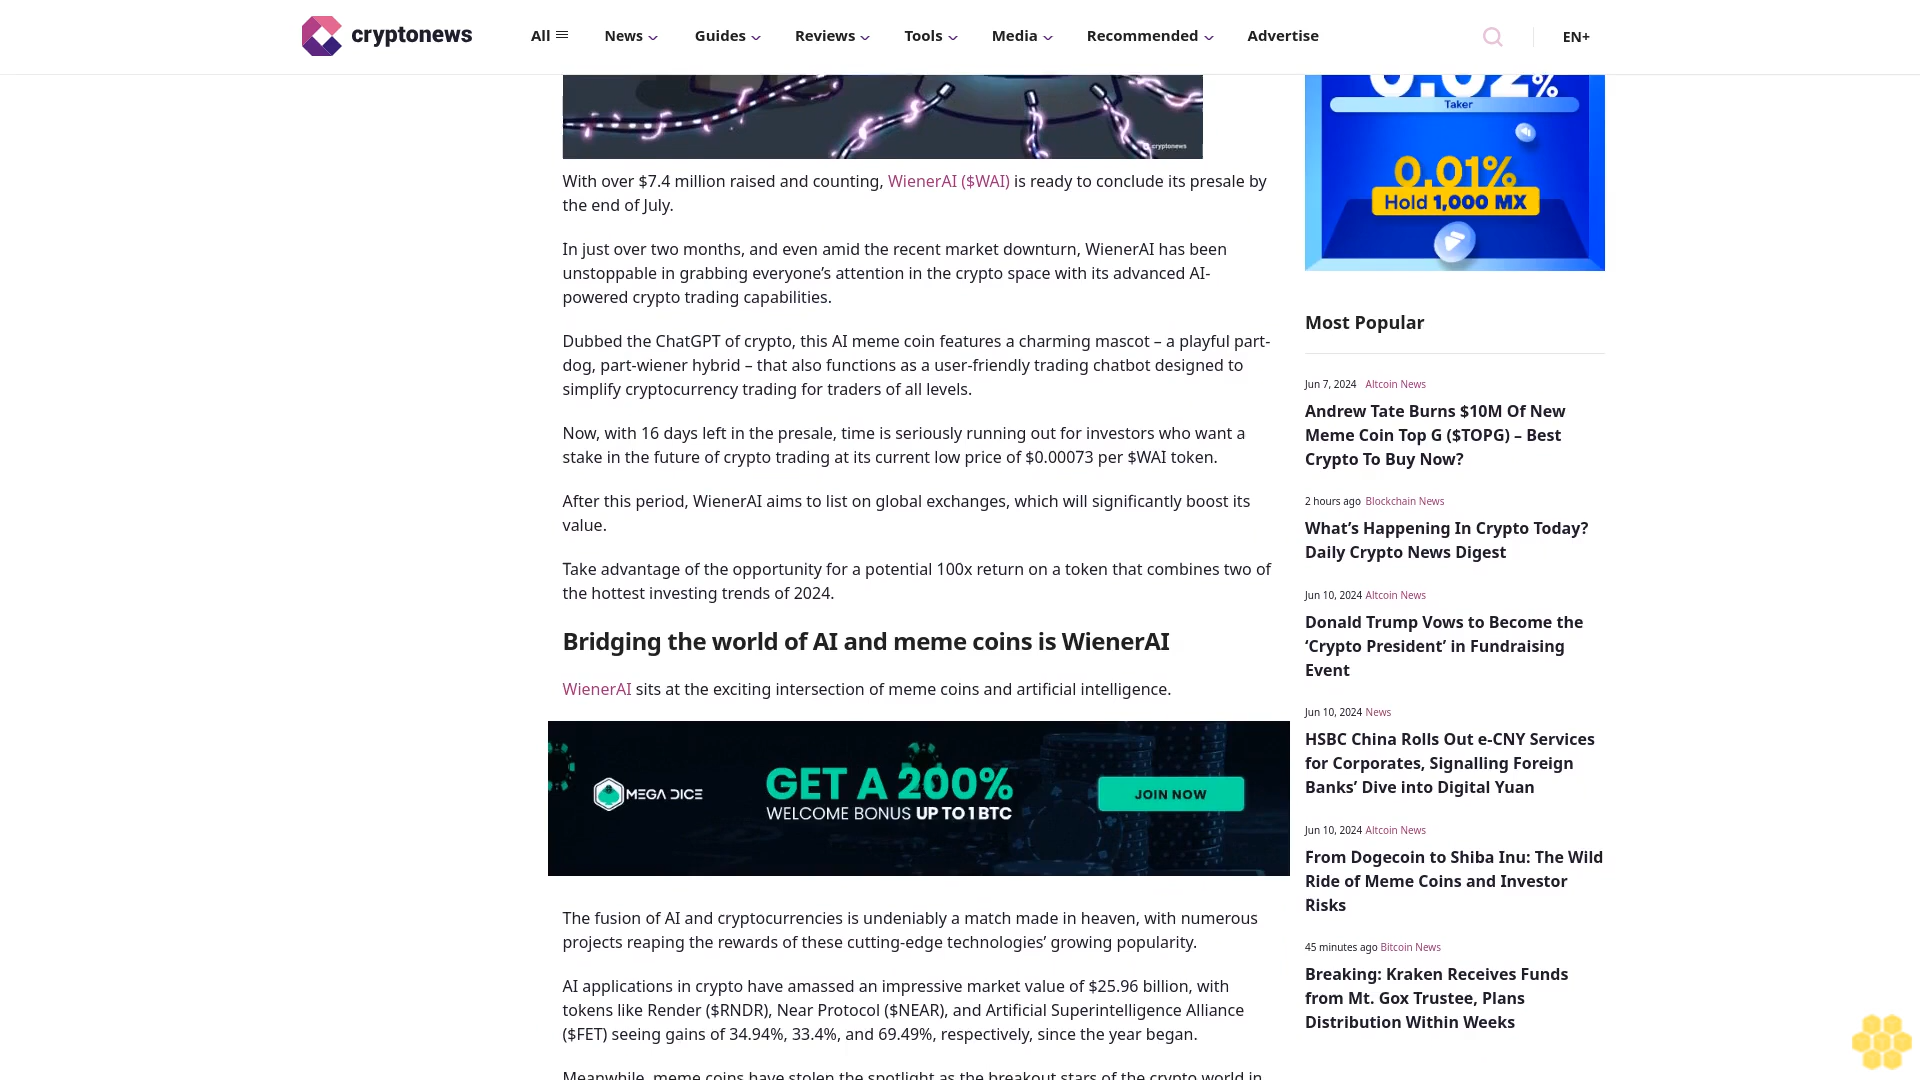 cryptonews
All
News
Guides
Reviews
Tools
Media
Recommended
Advertise
EN+
cryptonews
With over $7.4 million raised and counting, WienerAI ($WAI) is ready to conclude its presale by
the end of July.
In just over two months, and even amid the recent market downturn, WienerAI has been
unstoppable in grabbing everyone’s attention in the crypto space with its advanced AI-
powered crypto trading capabilities.
Dubbed the ChatGPT of crypto, this AI meme coin features a charming mascot – a playful part-
dog, part-wiener hybrid – that also functions as a user-friendly trading chatbot designed to
simplify cryptocurrency trading for traders of all levels.
Now, with 16 days left in the presale, time is seriously running out for investors who want a
stake in the future of crypto trading at its current low price of $0.00073 per $WAI token.
After this period, WienerAI aims to list on global exchanges, which will significantly boost its
value.
Take advantage of the opportunity for a potential 100x return on a token that combines two of
the hottest investing trends of 2024.
Bridging the world of AI and meme coins is WienerAI
WienerAI sits at the exciting intersection of meme coins and artificial intelligence.
MEGA DICE
GET A 200%
WELCOME BONUS UP TO 1 BTC
JOIN NOW
The fusion of AI and cryptocurrencies is undeniably a match made in heaven, with numerous
projects reaping the rewards of these cutting-edge technologies’ growing popularity.
AI applications in crypto have amassed an impressive market value of $25.96 billion, with
tokens like Render ($RNDR), Near Protocol ($NEAR), and Artificial Superintelligence Alliance
($FET) seeing gains of 34.94%, 33.4%, and 69.49%, respectively, since the year began.
Meanwhile, meme coins have stolen the spotlight as the breakout stars of the crypto world in
0.02%
Taker
0.01%
Hold 1,000 MX
Most Popular
Jun 7, 2024 Altcoin News
Andrew Tate Burns $10M Of New
Meme Coin Top G ($TOPG) – Best
Crypto To Buy Now?
2 hours ago Blockchain News
What’s Happening In Crypto Today?
Daily Crypto News Digest
Jun 10, 2024 Altcoin News
Donald Trump Vows to Become the
‘Crypto President’ in Fundraising
Event
Jun 10, 2024 News
HSBC China Rolls Out e-CNY Services
for Corporates, Signalling Foreign
Banks’ Dive into Digital Yuan
Jun 10, 2024 Altcoin News
From Dogecoin to Shiba Inu: The Wild
Ride of Meme Coins and Investor
Risks
45 minutes ago Bitcoin News
Breaking: Kraken Receives Funds
from Mt. Gox Trustee, Plans
Distribution Within Weeks